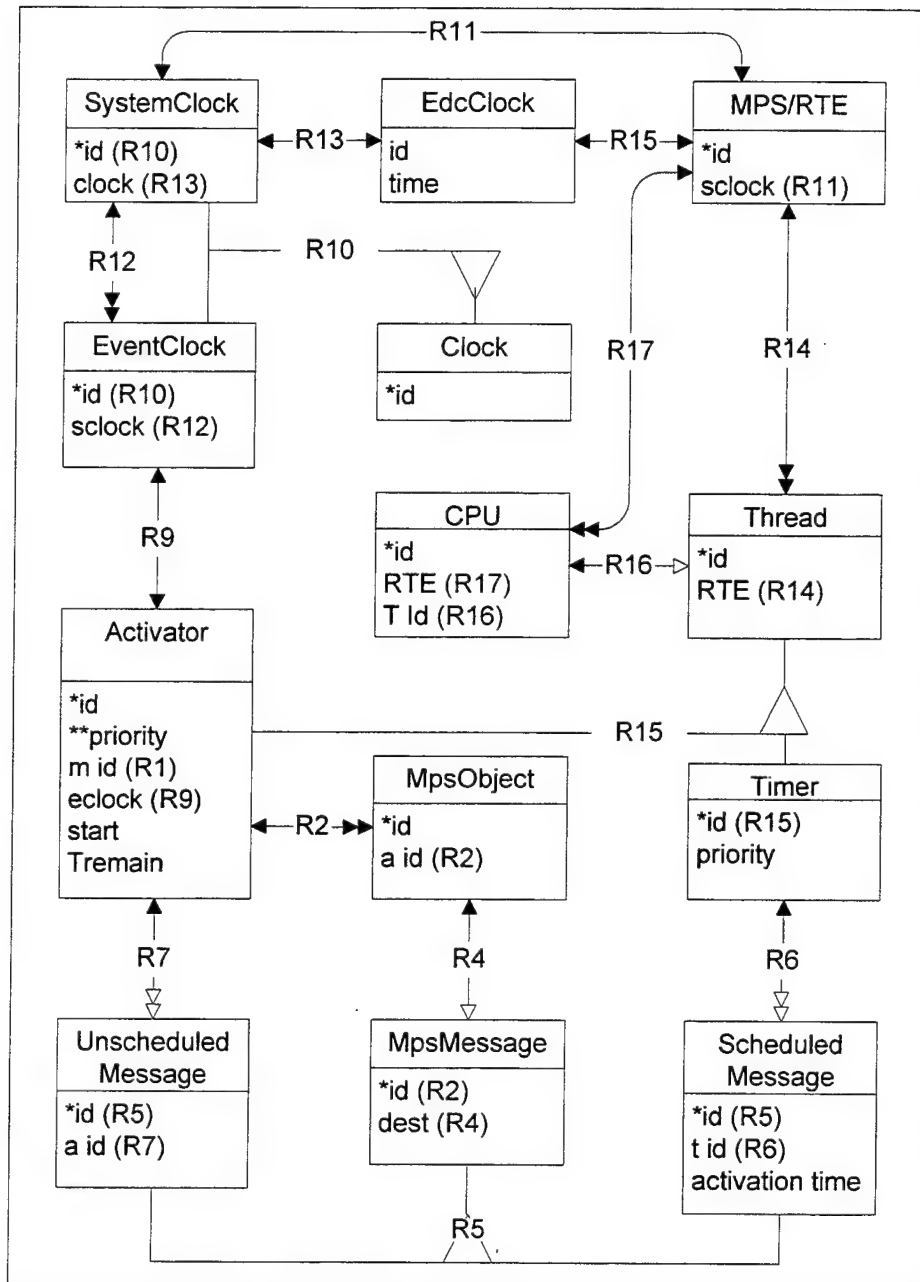 R11
SystemClock
*id (R10)
clock (R13)
R13
EdcClock
id
time
R15
MPS/RTE
*id
sclock (R11)
R12
R10
EventClock
*id (R10)
sclock (R12)
Clock
*id
R17
R14
R9
CPU
*id
RTE (R17)
T Id (R16)
R16
Thread
*id
RTE (R14)
Activator
*id
**priority
m id (R1)
eclock (R9)
start
Tremain
R15
R2
MpsObject
*id
a id (R2)
Timer
*id (R15)
priority
R7
R4
R6
Unscheduled
Message
*id (R5)
a id (R7)
MpsMessage
*id (R2)
dest (R4)
Scheduled
Message
*id (R5)
t id (R6)
activation time
R5